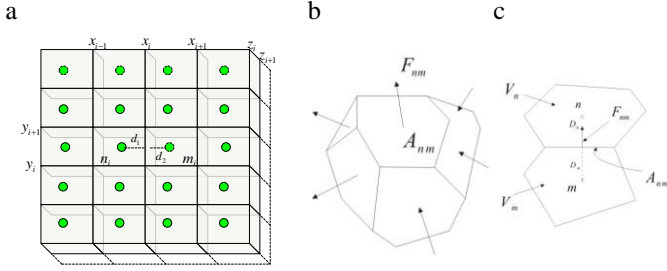 a
b
c
x_{i-1} x_i x_{i+1} z_i
z_{i+1}
y_{i+1}
y_i
d_1
d_2
n_i
m_i
F_{nm}
A_{nm}
V_n
n
D_n
F_{nm}
D_m
m
V_m
A_{nm}